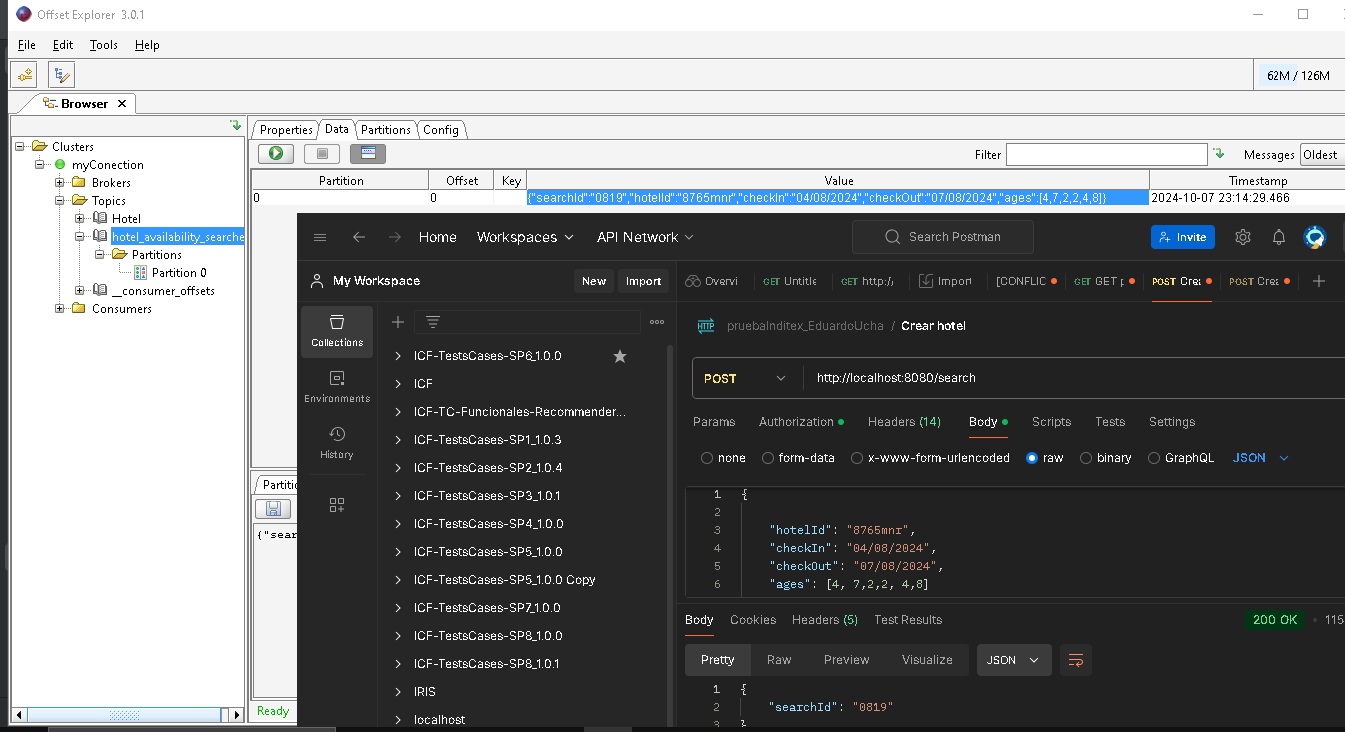 Offset Explorer 3.0.1
File Edit Tools Help
62M / 126M
Browser
Clusters
myConection
Brokers
Topics
Hotel
hotel_availability_searche
Partitions
Partition 0
__consumer_offsets
Consumers
Properties Data Partitions Config
Filter Messages Oldest
Partition Offset Key Value Timestamp
0 0 {"searchId":"0819","hotelId":"8765mnr","checkIn":"04/08/2024","checkOut":"07/08/2024","ages":[4,7,2,2,4,8]} 2024-10-07 23:14:29.466
Partitio
{"sear
Ready
Home Workspaces API Network Search Postman Invite
My Workspace New Import
Collections
Environments
History
ICF-TestsCases-SP6_1.0.0
ICF
ICF-TC-Funcionales-Recommender...
ICF-TestsCases-SP1_1.0.3
ICF-TestsCases-SP2_1.0.4
ICF-TestsCases-SP3_1.0.1
ICF-TestsCases-SP4_1.0.0
ICF-TestsCases-SP5_1.0.0
ICF-TestsCases-SP5_1.0.0 Copy
ICF-TestsCases-SP7_1.0.0
ICF-TestsCases-SP8_1.0.0
ICF-TestsCases-SP8_1.0.1
IRIS
localhost
Overvi GET Untitle GET http:/ Import [CONFLIC GET GET p POST Crea POST Crea
HTTP pruebaInditex_EduardoUcha / Crear hotel
POST http://localhost:8080/search
Params Authorization Headers (14) Body Scripts Tests Settings
none form-data x-www-form-urlencoded raw binary GraphQL JSON
1 {
2
3 "hotelId": "8765mnr",
4 "checkIn": "04/08/2024",
5 "checkOut": "07/08/2024",
6 "ages": [4, 7,2,2, 4,8]
Body Cookies Headers (5) Test Results 200 OK 115
Pretty Raw Preview Visualize JSON
1 {
2 "searchId": "0819"
3 }